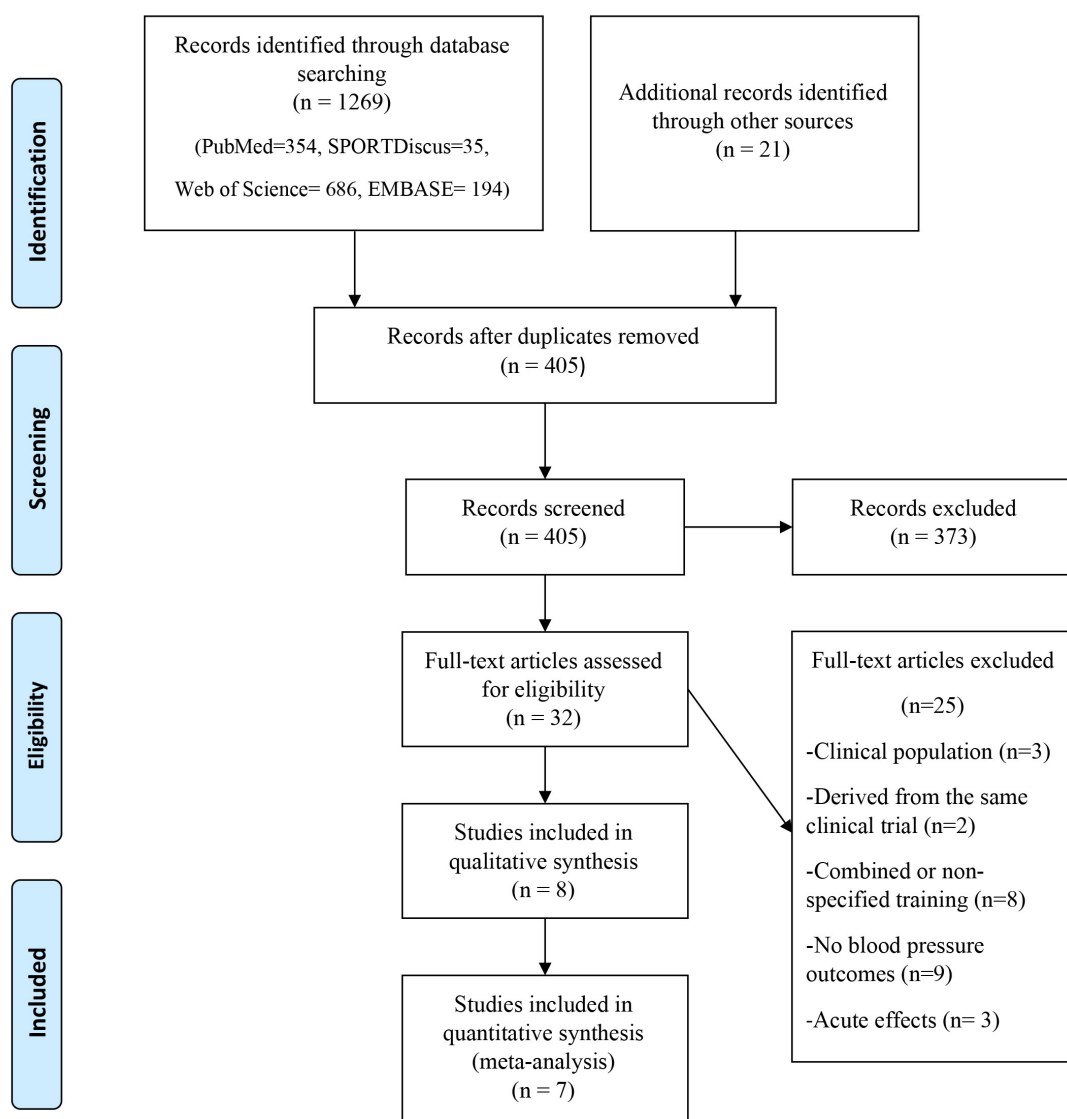 Identification
Records identified through database
searching
(n = 1269)
(PubMed=354, SPORTDiscus=35,
Web of Science= 686, EMBASE= 194)
Additional records identified
through other sources
(n = 21)
Records after duplicates removed
(n = 405)
Screening
Records screened
(n = 405)
Records excluded
(n = 373)
Eligibility
Full-text articles assessed
for eligibility
(n = 32)
Full-text articles excluded
(n=25)
-Clinical population (n=3)
-Derived from the same
clinical trial (n=2)
-Combined or non-
specified training (n=8)
-No blood pressure
outcomes (n=9)
-Acute effects (n= 3)
Studies included in
qualitative synthesis
(n = 8)
Included
Studies included in
quantitative synthesis
(meta-analysis)
(n = 7)